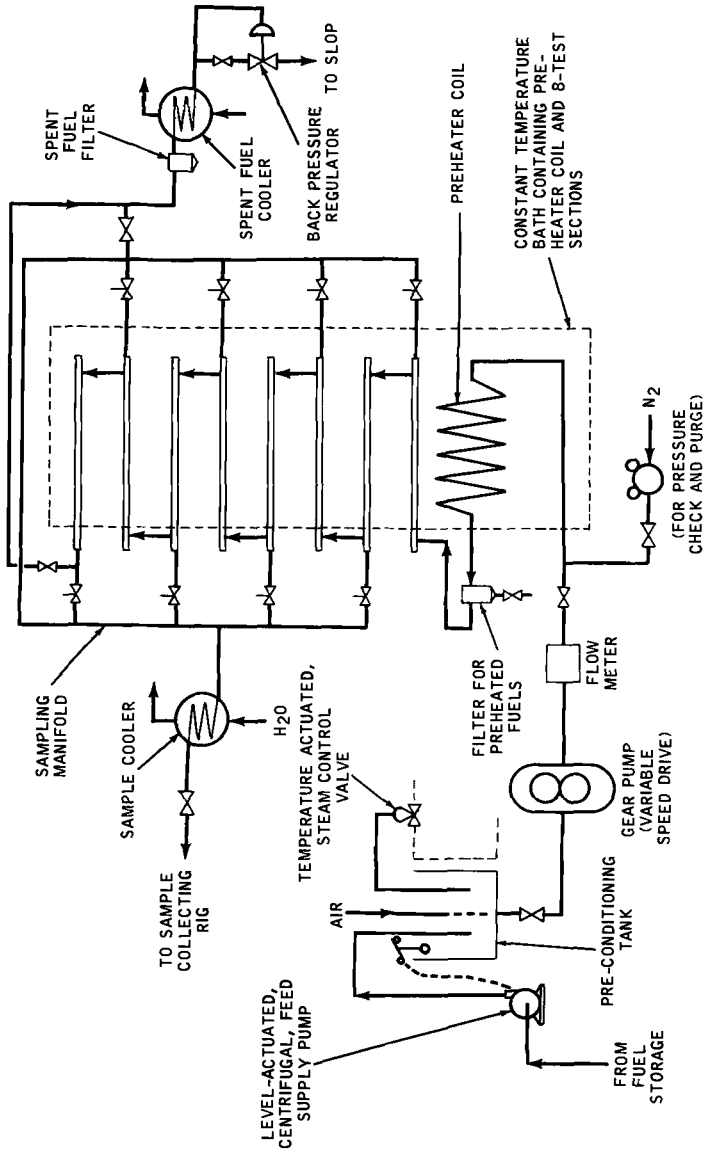 SPENT
FUEL
FILTER
SPENT FUEL
COOLER
BACK PRESSURE
REGULATOR
TO SLOP
PREHEATER COIL
CONSTANT TEMPERATURE
BATH CONTAINING PRE-
HEATER COIL AND 8-TEST
SECTIONS
SAMPLING
MANIFOLD
SAMPLE COOLER
H2O
TO SAMPLE
COLLECTING
RIG
TEMPERATURE ACTUATED,
STEAM CONTROL
VALVE
AIR
LEVEL-ACTUATED,
CENTRIFUGAL, FEED
SUPPLY PUMP
FROM
FUEL
STORAGE
PRE-CONDITIONING
TANK
GEAR PUMP
(VARIABLE
SPEED DRIVE)
FLOW
METER
FILTER FOR
PREHEATED
FUELS
N2
(FOR PRESSURE
CHECK AND PURGE)